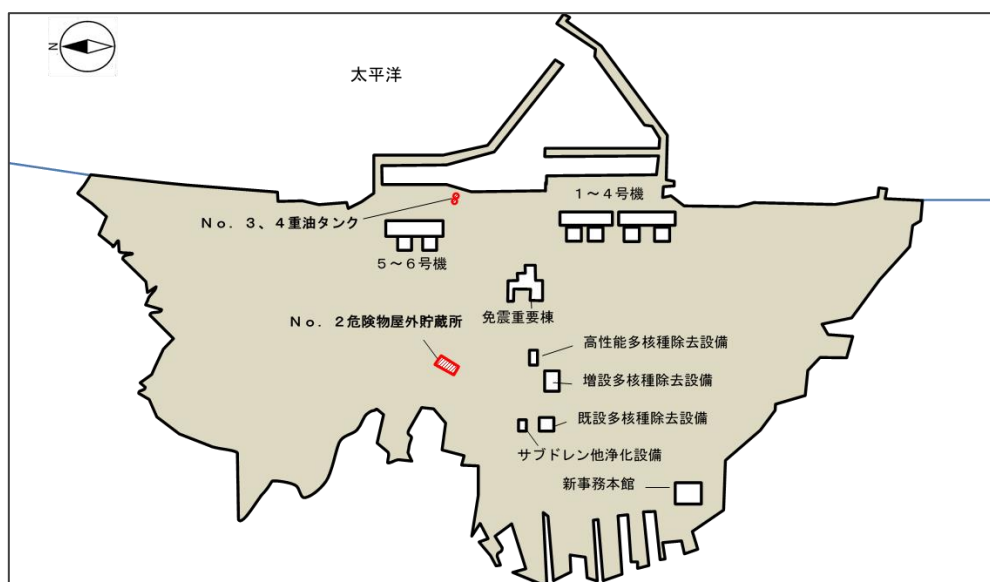 N
太平洋
1～4号機
No.3、4重油タンク
5～6号機
免震重要棟
No.2危険物屋外貯蔵所
高性能多核種除去設備
増設多核種除去設備
既設多核種除去設備
サブドレン他浄化設備
新事務本館